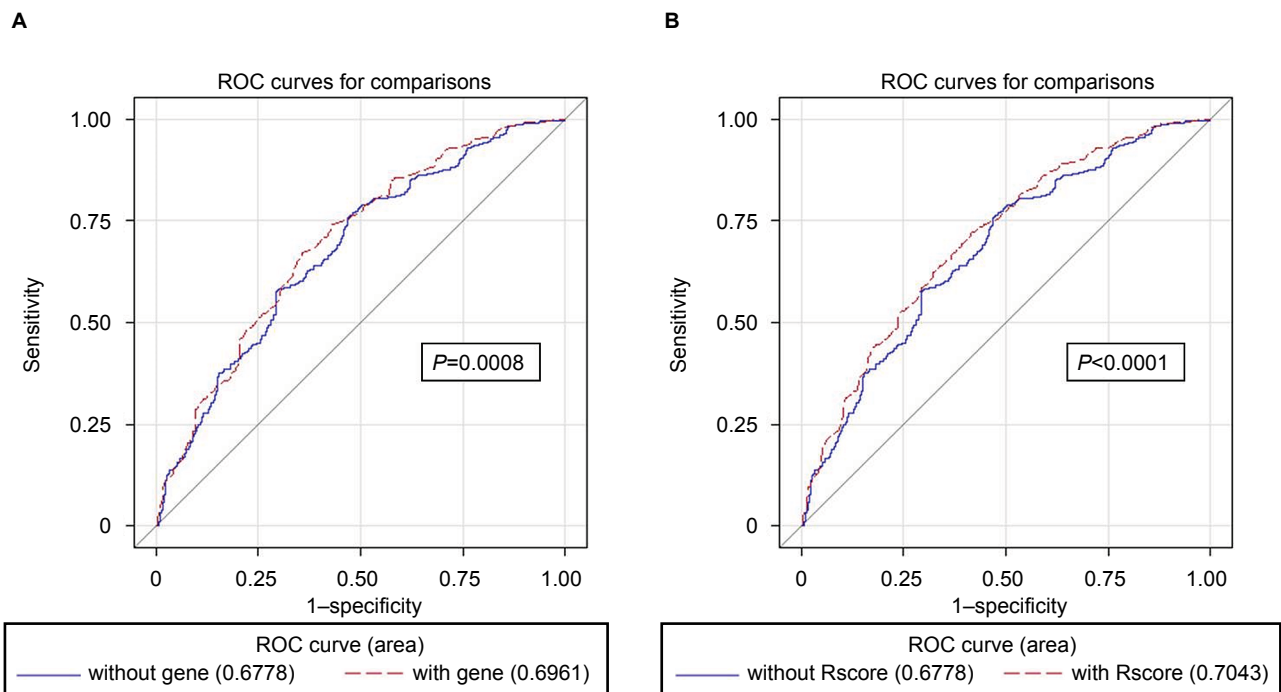 A
ROC curves for comparisons
1.00
0.75
0.50
0.25
0
Sensitivity
P=0.0008
0 0.25 0.50 0.75 1.00
1–specificity
ROC curve (area)
without gene (0.6778) with gene (0.6961)
B
ROC curves for comparisons
1.00
0.75
0.50
0.25
0
Sensitivity
P<0.0001
0 0.25 0.50 0.75 1.00
1–specificity
ROC curve (area)
without Rscore (0.6778) with Rscore (0.7043)